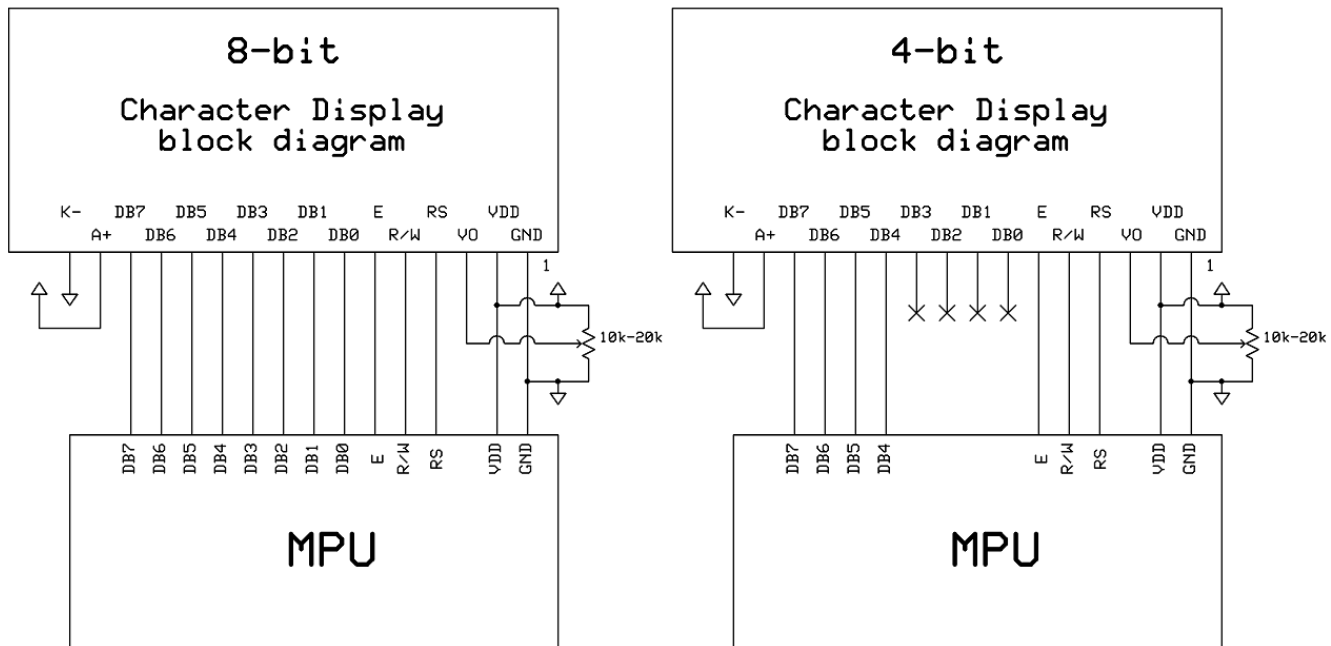 8-bit
Character Display
block diagram
K- DB7 DB5 DB3 DB1 E RS VDD
A+ DB6 DB4 DB2 DB0 R/W VO GND
1
10k-20k
DB7 DB6 DB5 DB4 DB3 DB2 DB1 DB0 E R/W RS VDD GND
MPU
4-bit
Character Display
block diagram
K- DB7 DB5 DB3 DB1 E RS VDD
A+ DB6 DB4 DB2 DB0 R/W VO GND
1
10k-20k
DB7 DB6 DB5 DB4 E R/W RS VDD GND
MPU